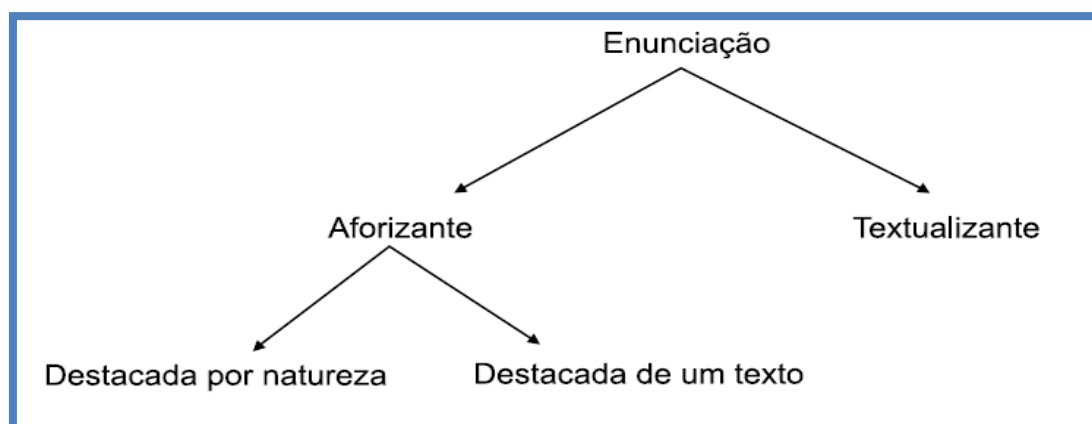 Enunciação
Aforizante
Textualizante
Destacada por natureza
Destacada de um texto